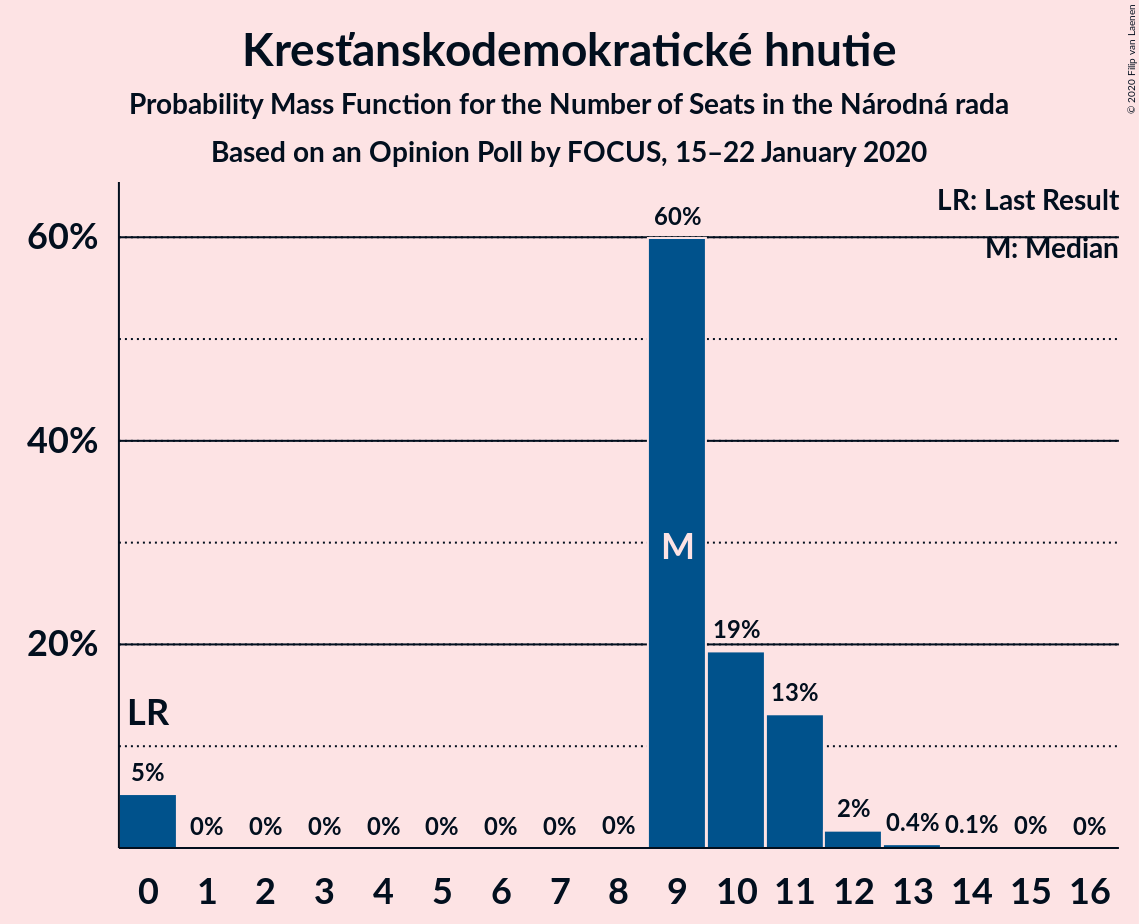 Kresťanskodemokratické hnutie
Probability Mass Function for the Number of Seats in the Národná rada
Based on an Opinion Poll by FOCUS, 15–22 January 2020
© 2020 Filip van Laenen
LR: Last Result
M: Median
60%
40%
20%
LR
M
5%
0%
0%
0%
0%
0%
0%
0%
0%
60%
19%
13%
2%
0.4%
0.1%
0%
0%
0 1 2 3 4 5 6 7 8 9 10 11 12 13 14 15 16